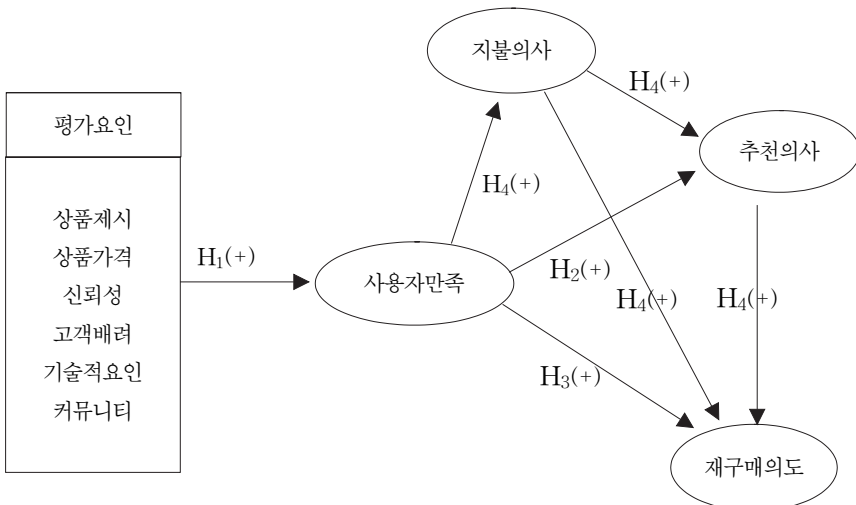 지불의사
H₄(+)
평가요인
추천의사
H₄(+)
상품제시
상품가격
신뢰성
고객배려
기술적요인
커뮤니티
H₁(+)
사용자만족
H₂(+)
H₄(+)
H₄(+)
H₃(+)
재구매의도